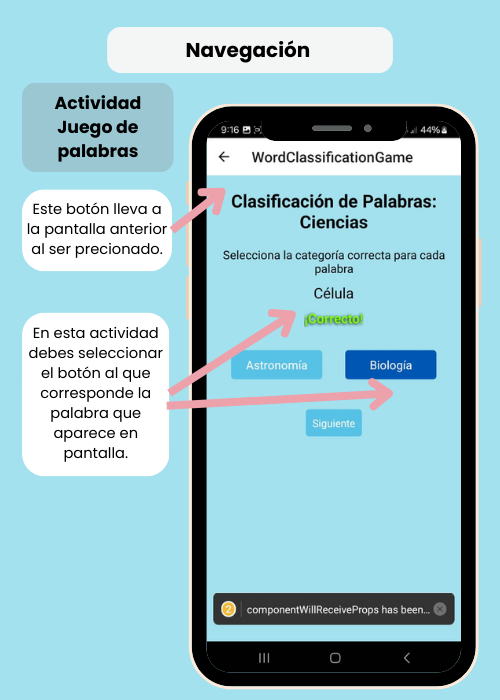 Navegación
Actividad
Juego de
palabras
Este botón lleva a
la pantalla anterior
al ser precionado.
En esta actividad
debes seleccionar
el botón al que
corresponde la
palabra que
aparece en
pantalla.
9:16
44%
WordClassificationGame
Clasificación de Palabras:
Ciencias
Selecciona la categoría correcta para cada
palabra
Célula
¡Correcto!
Astronomía
Biología
Siguiente
2
componentWillReceiveProps has been...